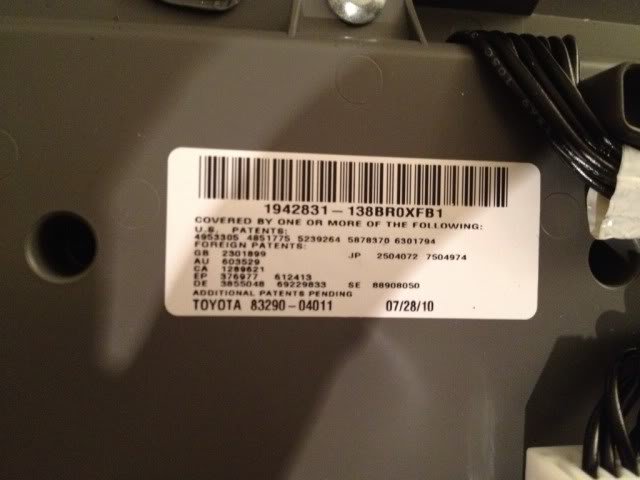 1942831-138BR0XFB1
COVERED BY ONE OR MORE OF THE FOLLOWING:
U.S. PATENTS:
4953305 4851775 5239264 5878370 6301794
FOREIGN PATENTS:
GB 2301899 JP 2504072 7504974
AU 603529
CA 1289621
EP 376977 612413
DE 3855048 69229833 SE 88908050
ADDITIONAL PATENTS PENDING
TOYOTA 83290-04011 07/28/10